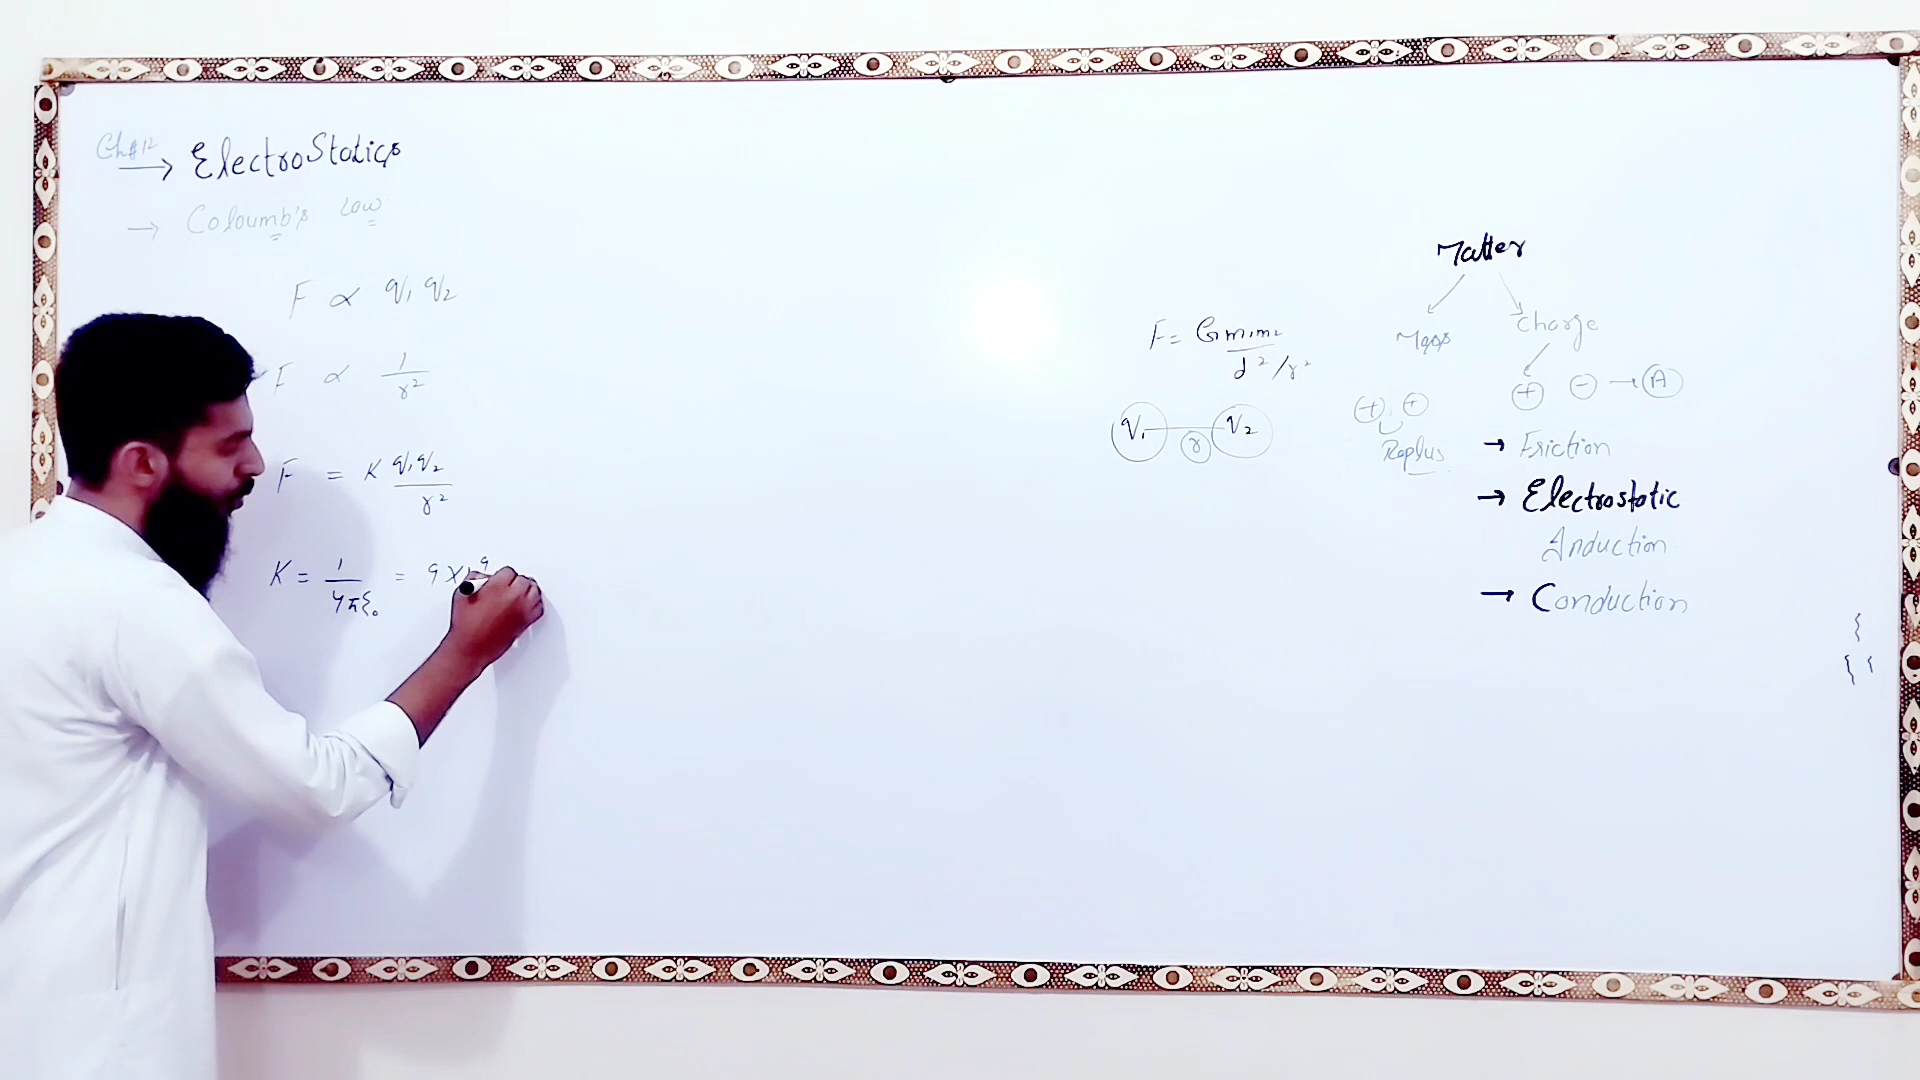 Ch#12
→ ElectroStatics
→ Coloumb's Law
F ∝ q₁ q₂
F ∝ 1/r²
F = K q₁q₂/r²
K = 1/4πξ₀ = 9×10⁹
F = Gm₁m₂/d²/r²
q₁ r q₂
Matter
Mass Charge
+ - → A
+ +
Replus
→ Friction
→ Electrostatic
Induction
→ Conduction